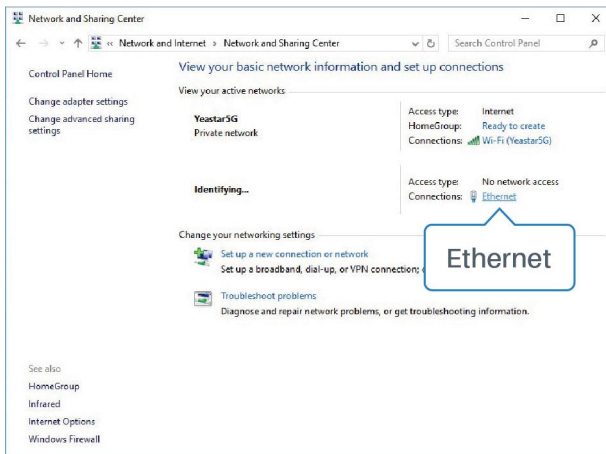 Network and Sharing Center
« Network and Internet › Network and Sharing Center
Search Control Panel
Control Panel Home
Change adapter settings
Change advanced sharing
settings
View your basic network information and set up connections
View your active networks
Yeastar5G
Private network
Access type: Internet
HomeGroup: Ready to create
Connections: Wi-Fi (Yeastar5G)
Identifying...
Access type: No network access
Connections: Ethernet
Ethernet
Change your networking settings
Set up a new connection or network
Set up a broadband, dial-up, or VPN connection;
Troubleshoot problems
Diagnose and repair network problems, or get troubleshooting information.
See also
HomeGroup
Infrared
Internet Options
Windows Firewall